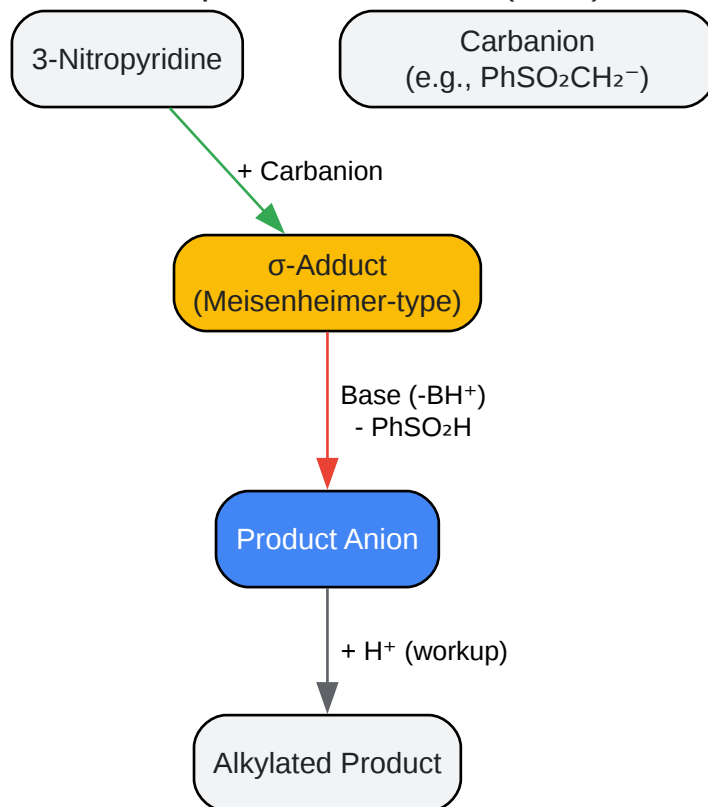 3-Nitropyridine
Carbanion
(e.g., PhSO₂CH₂⁻)
+ Carbanion
σ-Adduct
(Meisenheimer-type)
Base (-BH⁺)
- PhSO₂H
Product Anion
+ H⁺ (workup)
Alkylated Product